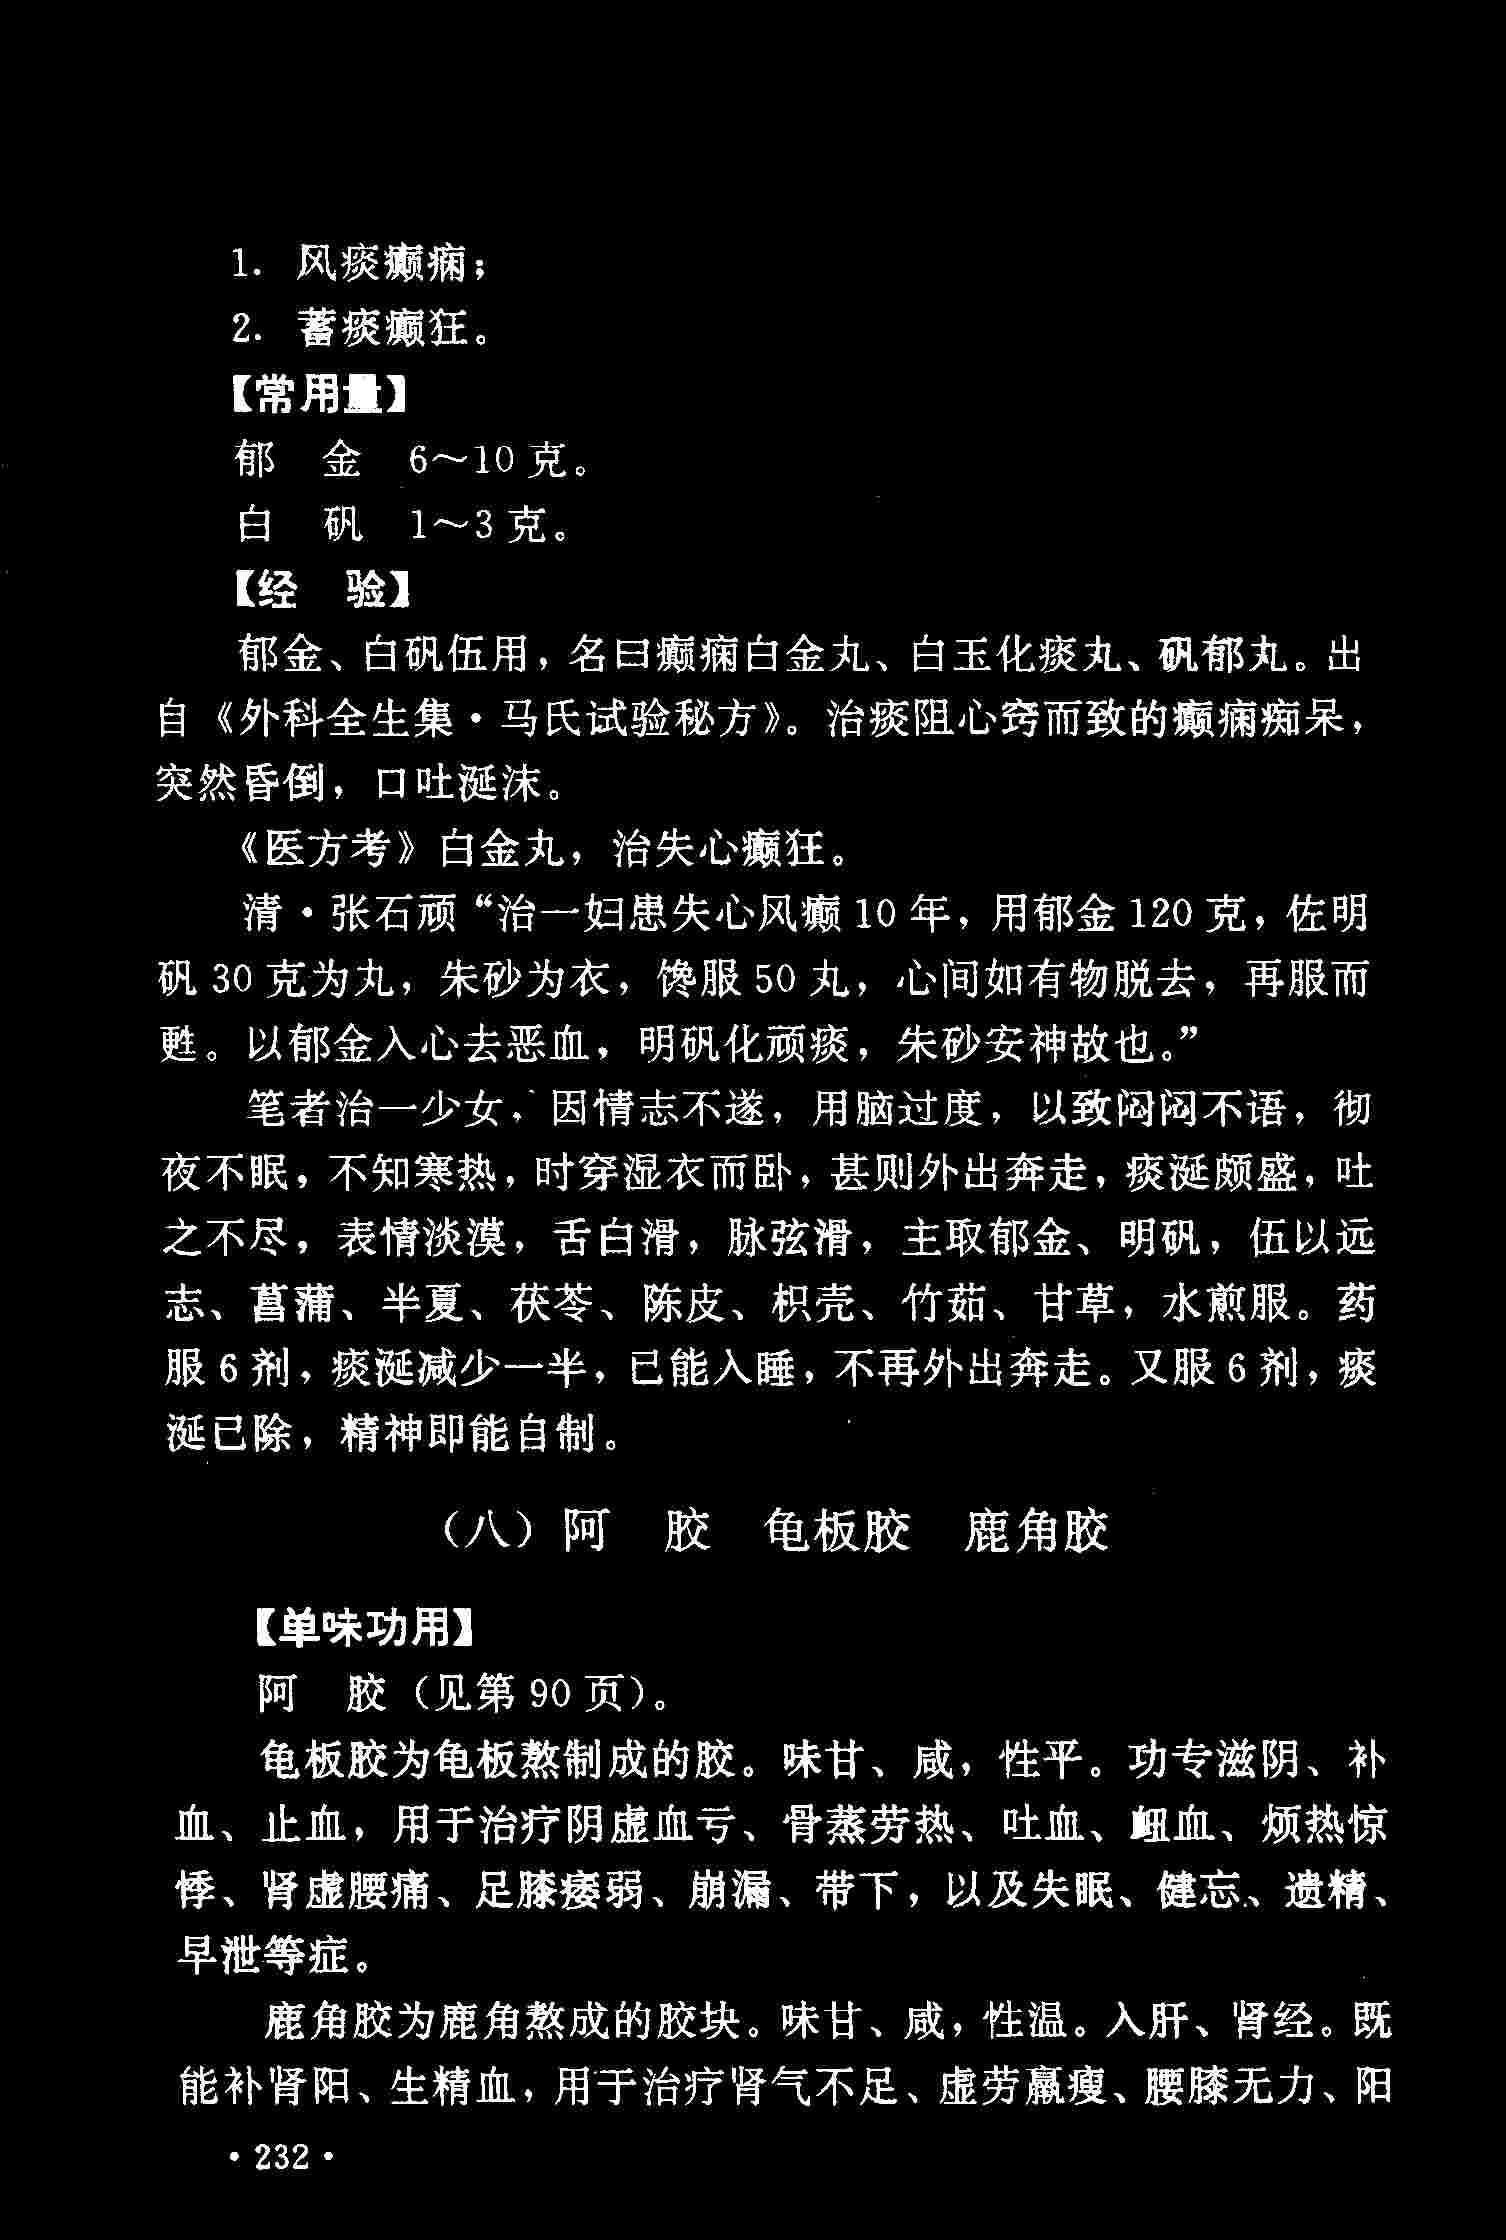 1. 风痰癫痫；
2. 蓄痰癫狂。
【常用量】
郁　金　6～10 克。
白　矾　1～3 克。
【经　验】
郁金、白矾伍用，名曰癫痫白金丸、白玉化痰丸、矾郁丸。出
自《外科全生集·马氏试验秘方》。治痰阻心窍而致的癫痫痴呆，
突然昏倒，口吐涎沫。
《医方考》白金丸，治失心癫狂。
清·张石顽“治一妇患失心风癫 10 年，用郁金 120 克，佐明
矾 30 克为丸，朱砂为衣，馋服 50 丸，心间如有物脱去，再服而
甦。以郁金入心去恶血，明矾化顽痰，朱砂安神故也。”
笔者治一少女，因情志不遂，用脑过度，以致闷闷不语，彻
夜不眠，不知寒热，时穿湿衣而卧，甚则外出奔走，痰涎颇盛，吐
之不尽，表情淡漠，舌白滑，脉弦滑，主取郁金、明矾，伍以远
志、菖蒲、半夏、茯苓、陈皮、枳壳、竹茹、甘草，水煎服。药
服 6 剂，痰涎减少一半，已能入睡，不再外出奔走。又服 6 剂，痰
涎已除，精神即能自制。
（八）阿　胶　龟板胶　鹿角胶
【单味功用】
阿　胶（见第 90 页）。
龟板胶为龟板熬制成的胶。味甘、咸，性平。功专滋阴、补
血、止血，用于治疗阴虚血亏、骨蒸劳热、吐血、衄血、烦热惊
悸、肾虚腰痛、足膝痿弱、崩漏、带下，以及失眠、健忘、遗精、
早泄等症。
鹿角胶为鹿角熬成的胶块。味甘、咸，性温。入肝、肾经。既
能补肾阳、生精血，用于治疗肾气不足、虚劳羸瘦、腰膝无力、阳
·232·